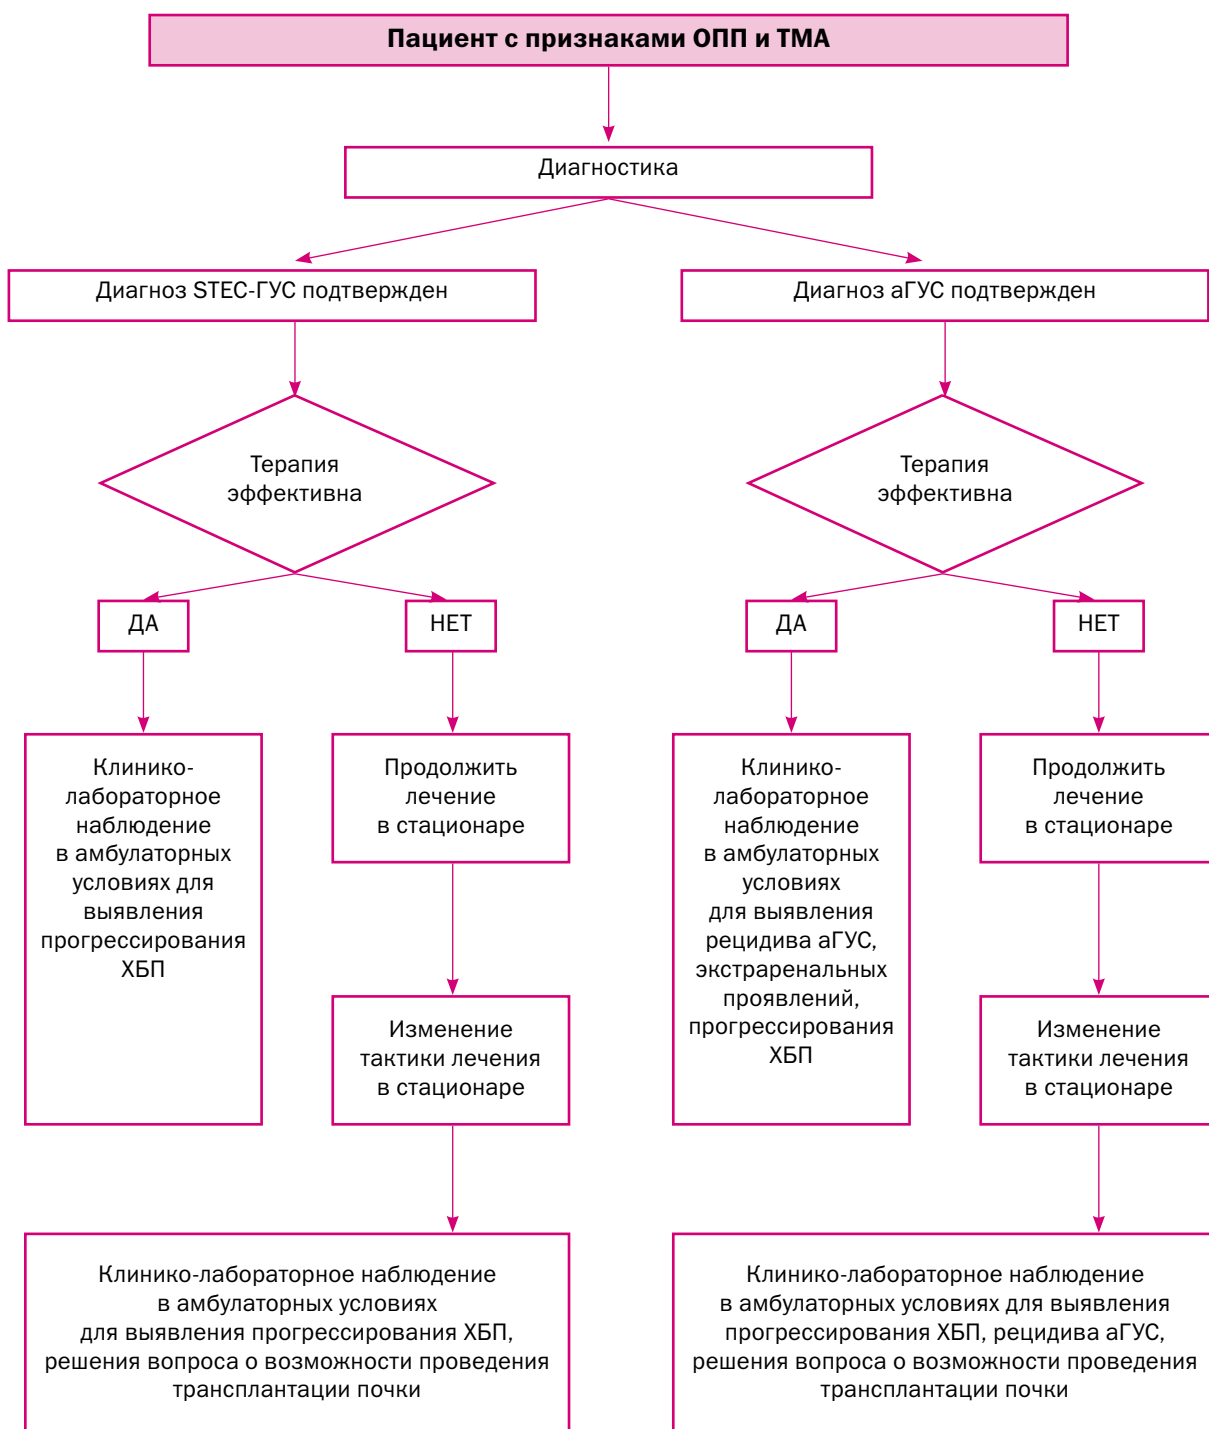 Пациент с признаками ОПП и ТМА
Диагностика
Диагноз STEC-ГУС подтвержден
Диагноз аГУС подтвержден
Терапия
эффективна
Терапия
эффективна
ДА
НЕТ
ДА
НЕТ
Клинико-
лабораторное
наблюдение
в амбулаторных
условиях для
выявления
прогрессирования
ХБП
Продолжить
лечение
в стационаре
Клинико-
лабораторное
наблюдение
в амбулаторных
условиях
для выявления
рецидива аГУС,
экстраренальных
проявлений,
прогрессирования
ХБП
Продолжить
лечение
в стационаре
Изменение
тактики лечения
в стационаре
Изменение
тактики лечения
в стационаре
Клинико-лабораторное наблюдение
в амбулаторных условиях
для выявления прогрессирования ХБП,
решения вопроса о возможности проведения
трансплантации почки
Клинико-лабораторное наблюдение
в амбулаторных условиях для выявления
прогрессирования ХБП, рецидива аГУС,
решения вопроса о возможности проведения
трансплантации почки